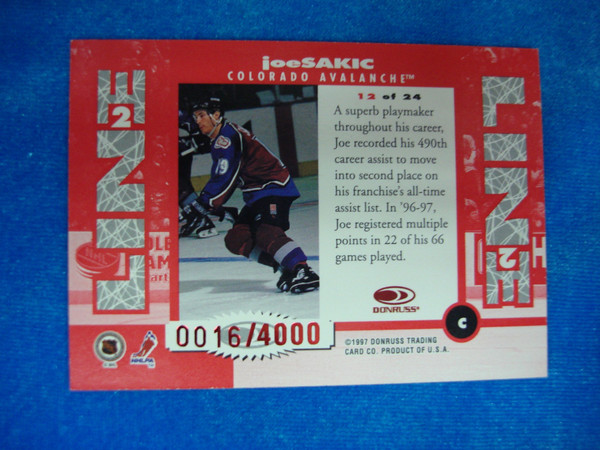 joeSAKIC
COLORADO AVALANCHE™
12 of 24
A superb playmaker
throughout his career,
Joe recorded his 490th
career assist to move
into second place on
his franchise's all-time
assist list. In '96-97,
Joe registered multiple
points in 22 of his 66
games played.
LINE
2
LINE
2
19
DONRUSS®
C
0016/4000
NHLPA
©1997 DONRUSS TRADING
CARD CO. PRODUCT OF U.S.A.